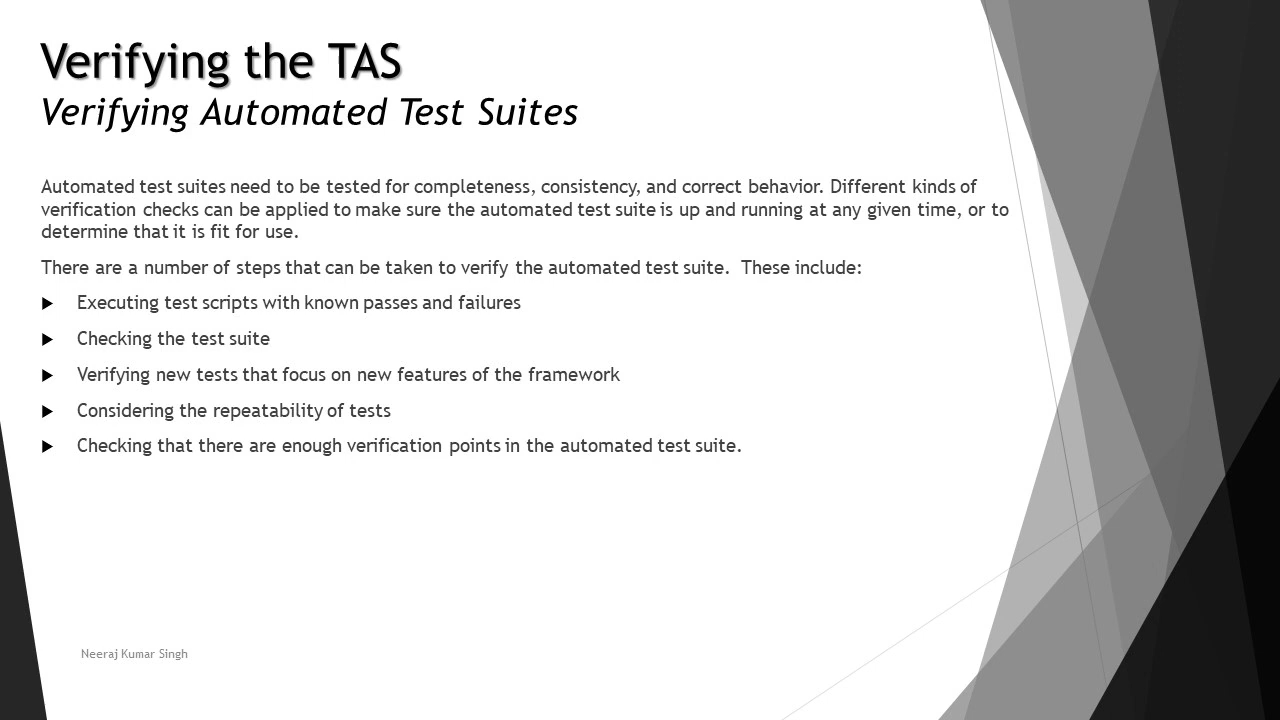 Verifying the TAS
Verifying Automated Test Suites
Automated test suites need to be tested for completeness, consistency, and correct behavior. Different kinds of
verification checks can be applied to make sure the automated test suite is up and running at any given time, or to
determine that it is fit for use.
There are a number of steps that can be taken to verify the automated test suite. These include:
Executing test scripts with known passes and failures
Checking the test suite
Verifying new tests that focus on new features of the framework
Considering the repeatability of tests
Checking that there are enough verification points in the automated test suite.
Neeraj Kumar Singh